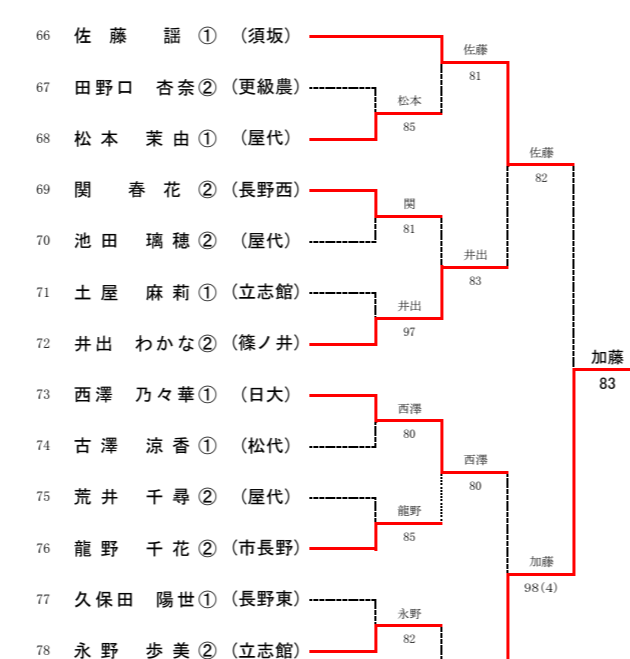 66 佐藤 謡① (須坂)
67 田野口 杏奈② (更級農)
68 松本 茉由① (屋代)
69 関 春花② (長野西)
70 池田 璃穂② (屋代)
71 土屋 麻莉① (立志館)
72 井出 わかな② (篠ノ井)
73 西澤 乃々華① (日大)
74 古澤 涼香① (松代)
75 荒井 千尋② (屋代)
76 龍野 千花② (市長野)
77 久保田 陽世① (長野東)
78 永野 歩美② (立志館)
松本
85
関
81
井出
97
西澤
80
龍野
85
永野
82
佐藤
81
井出
83
西澤
80
佐藤
82
加藤
98(4)
加藤
83